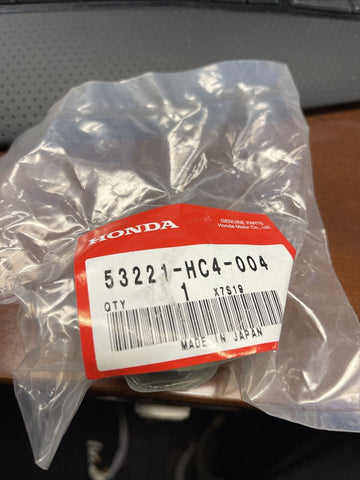 HONDA
GENUINE PARTS
Honda Motor Co., Ltd.
53221-HC4-004
QTY 1 X7S19
MADE IN JAPAN